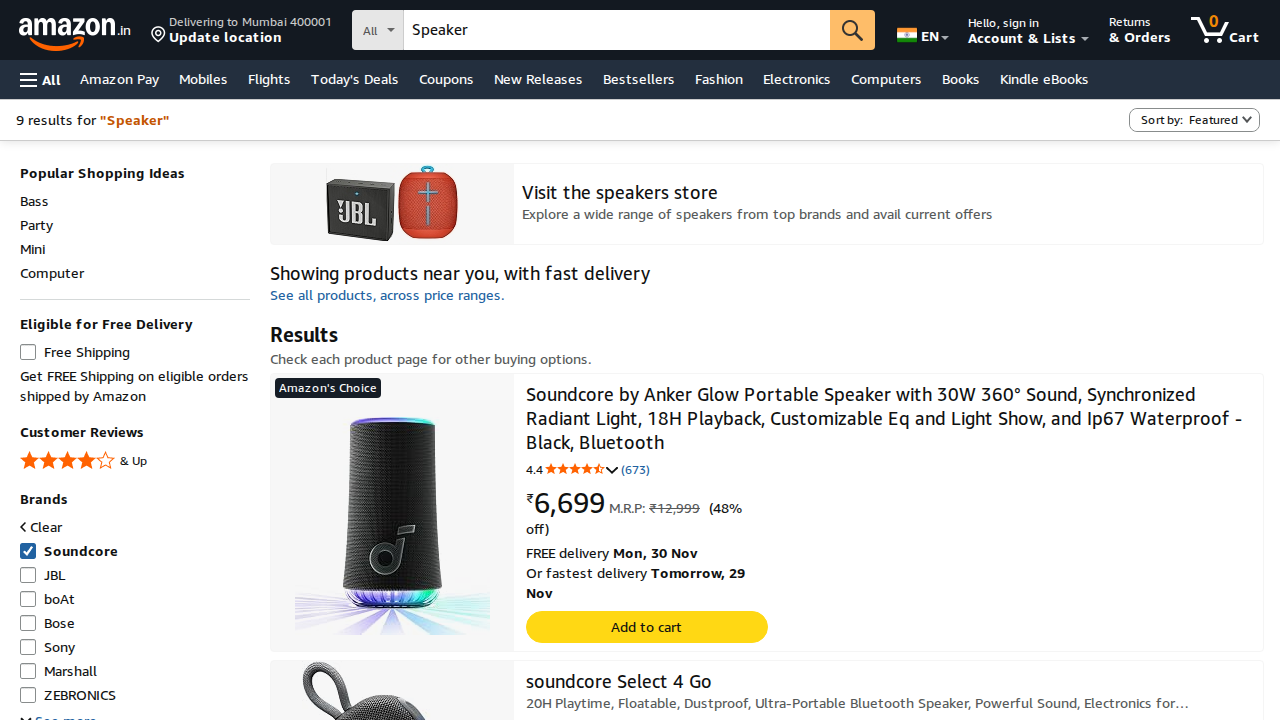 amazon.in
Delivering to Mumbai 400001
Update location
All
Speaker
EN
Hello, sign in
Account & Lists
Returns
& Orders
0
Cart
All
Amazon Pay
Mobiles
Flights
Today's Deals
Coupons
New Releases
Bestsellers
Fashion
Electronics
Computers
Books
Kindle eBooks
9 results for "Speaker"
Sort by: Featured
Popular Shopping Ideas
Bass
Party
Mini
Computer
Eligible for Free Delivery
Free Shipping
Get FREE Shipping on eligible orders
shipped by Amazon
Customer Reviews
& Up
Brands
Clear
Soundcore
JBL
boAt
Bose
Sony
Marshall
ZEBRONICS
See more
JBL
Visit the speakers store
Explore a wide range of speakers from top brands and avail current offers
Showing products near you, with fast delivery
See all products, across price ranges.
Results
Check each product page for other buying options.
Amazon's Choice
Soundcore by Anker Glow Portable Speaker with 30W 360° Sound, Synchronized
Radiant Light, 18H Playback, Customizable Eq and Light Show, and Ip67 Waterproof -
Black, Bluetooth
4.4 (673)
₹6,699 M.R.P: ₹12,999 (48%
off)
FREE delivery Mon, 30 Nov
Or fastest delivery Tomorrow, 29
Nov
Add to cart
soundcore Select 4 Go
20H Playtime, Floatable, Dustproof, Ultra-Portable Bluetooth Speaker, Powerful Sound, Electronics for…